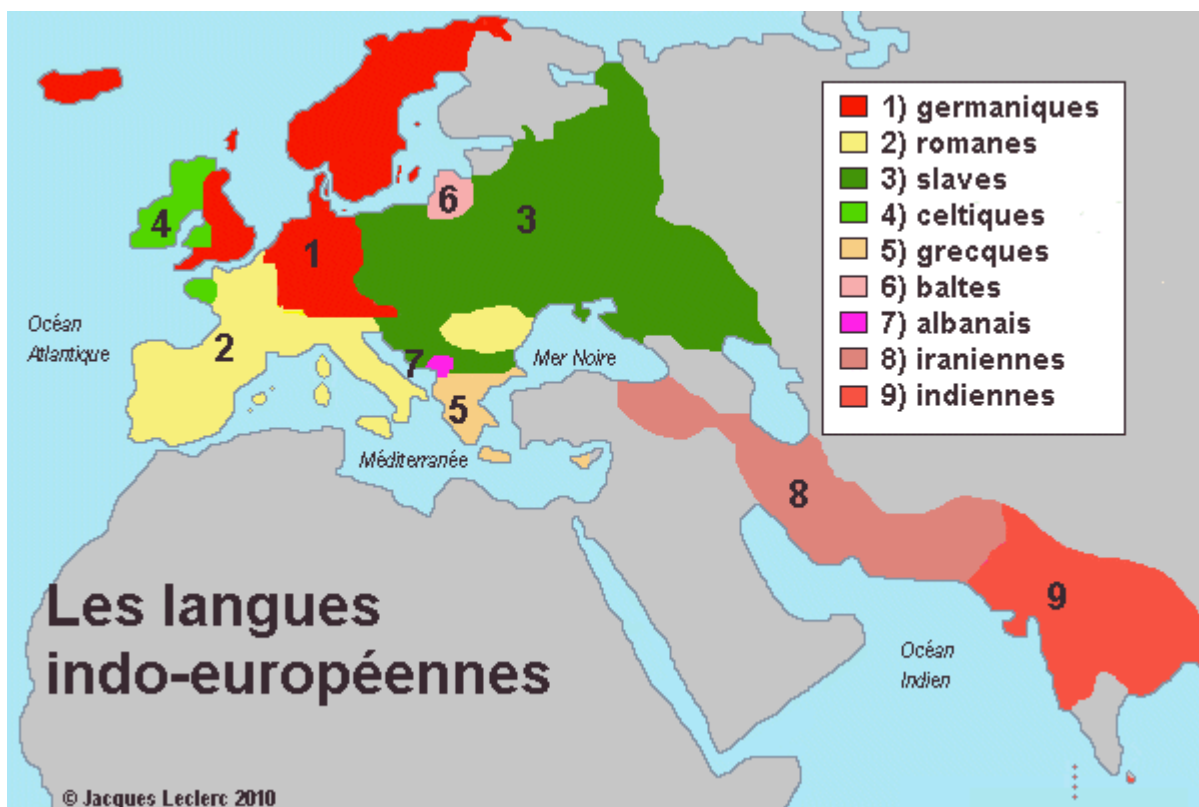 1) germaniques
2) romanes
3) slaves
4) celtiques
5) grecques
6) baltes
7) albanais
8) iraniennes
9) indiennes
6
4
3
1
Océan
Atlantique
2
7
Mer Noire
5
Méditerranée
8
9
Les langues
indo-européennes
Océan
Indien
© Jacques Leclerc 2010